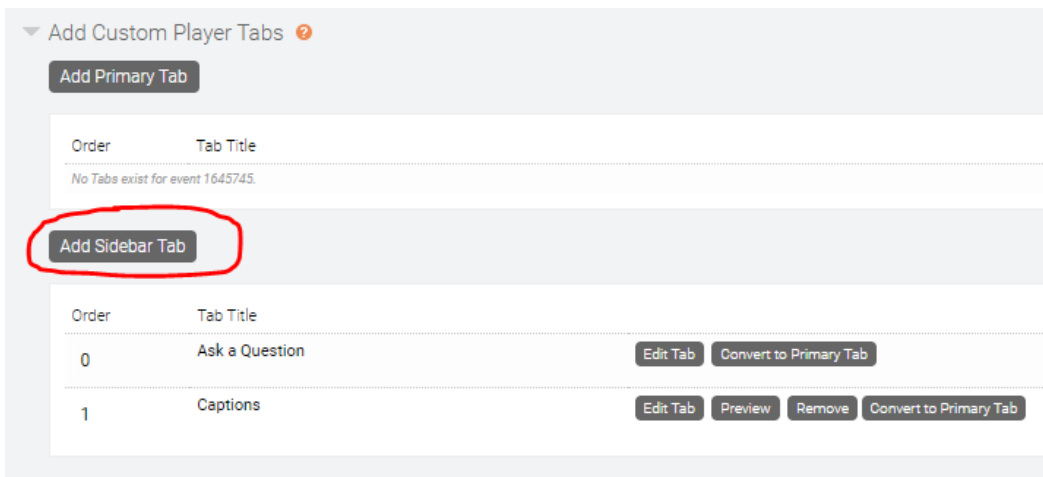 Add Custom Player Tabs ?
Add Primary Tab
Order Tab Title
No Tabs exist for event 1645745.
Add Sidebar Tab
Order Tab Title
0 Ask a Question Edit Tab Convert to Primary Tab
1 Captions Edit Tab Preview Remove Convert to Primary Tab